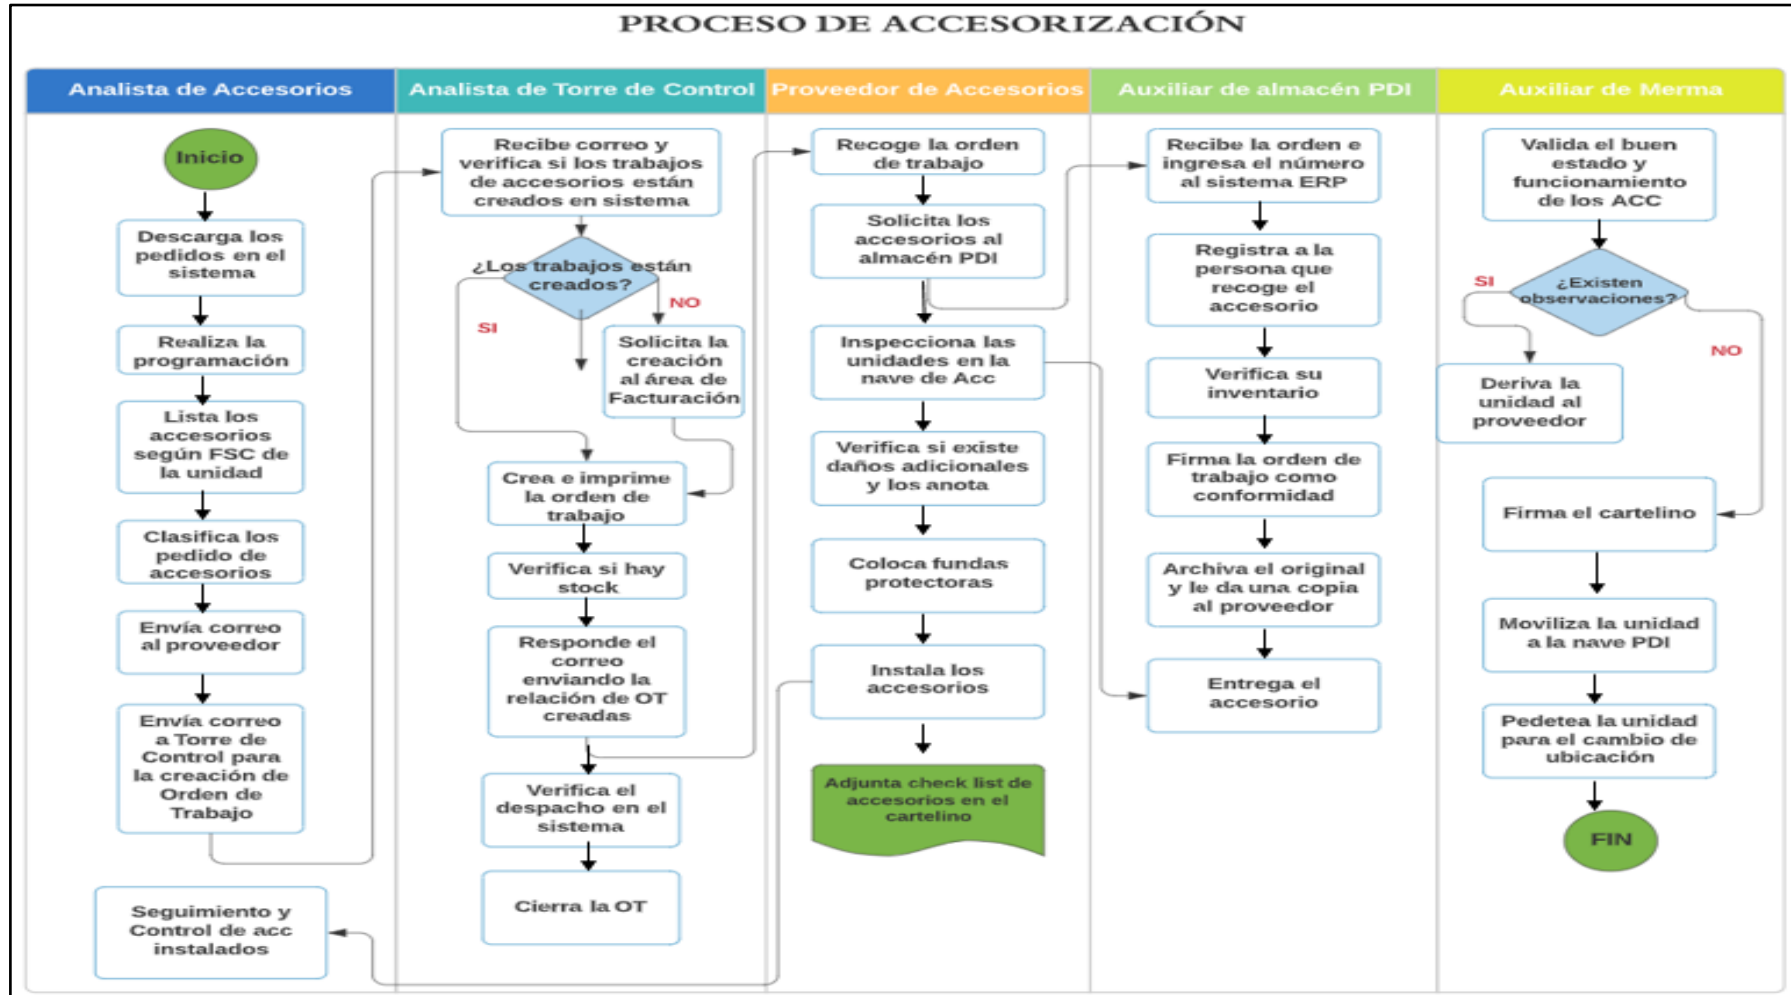 PROCESO DE ACCESORIZACIÓN
Analista de Accesorios
Analista de Torre de Control
Proveedor de Accesorios
Auxiliar de almacén PDI
Auxiliar de Merma
Inicio
Descarga los
pedidos en el
sistema
Realiza la
programación
Lista los
accesorios
según FSC de
la unidad
Clasifica los
pedido de
accesorios
Envía correo
al proveedor
Envía correo
a Torre de
Control para
la creación de
Orden de
Trabajo
Seguimiento y
Control de acc
instalados
Recibe correo y
verifica si los trabajos
de accesorios están
creados en sistema
¿Los trabajos están
creados?
NO
SI
Solicita la
creación
al área de
Facturación
Crea e imprime
la orden de
trabajo
Verifica si hay
stock
Responde el
correo
enviando la
relación de OT
creadas
Verifica el
despacho en el
sistema
Cierra la OT
Recoge la orden
de trabajo
Solicita los
accesorios al
almacén PDI
Inspecciona las
unidades en la
nave de Acc
Verifica si existe
daños adicionales
y los anota
Coloca fundas
protectoras
Instala los
accesorios
Adjunta check list de
accesorios en el
cartelino
Recibe la orden e
ingresa el número
al sistema ERP
Registra a la
persona que
recoge el
accesorio
Verifica su
inventario
Firma la orden de
trabajo como
conformidad
Archiva el original
y le da una copia
al proveedor
Entrega el
accesorio
Valida el buen
estado y
funcionamiento
de los ACC
¿Existen
observaciones?
SI
NO
Deriva la
unidad al
proveedor
Firma el cartelino
Moviliza la unidad
a la nave PDI
Pedetea la unidad
para el cambio de
ubicación
FIN